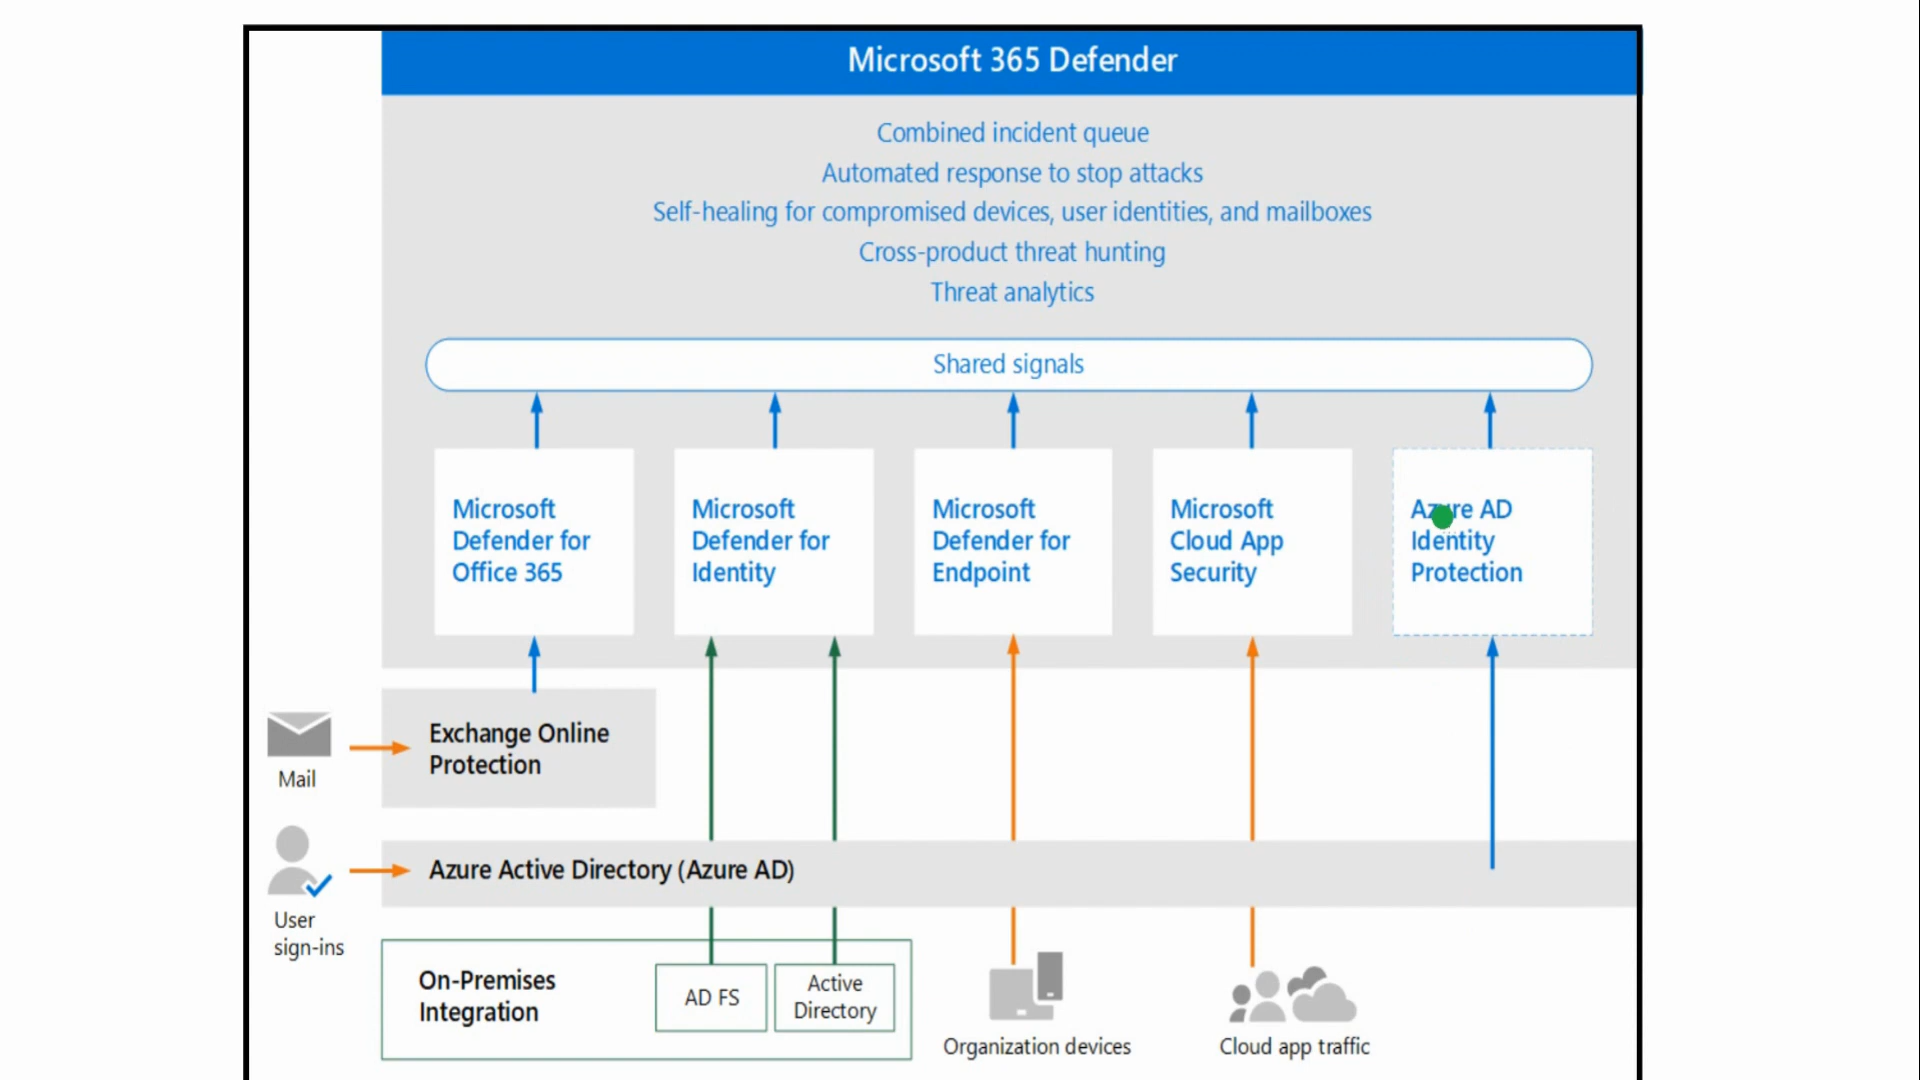 Microsoft 365 Defender
Combined incident queue
Automated response to stop attacks
Self-healing for compromised devices, user identities, and mailboxes
Cross-product threat hunting
Threat analytics
Shared signals
Microsoft
Defender for
Office 365
Microsoft
Defender for
Identity
Microsoft
Defender for
Endpoint
Microsoft
Cloud App
Security
Azure AD
Identity
Protection
Mail
Exchange Online
Protection
User
sign-ins
Azure Active Directory (Azure AD)
On-Premises
Integration
AD FS
Active
Directory
Organization devices
Cloud app traffic